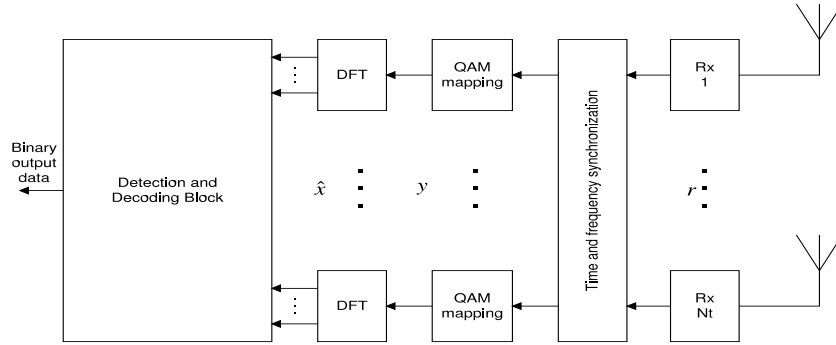 DFT
QAM
mapping
Time and frequency synchronization
Rx
1
Binary
output
data
Detection and
Decoding Block
x̂
y
r
DFT
QAM
mapping
Rx
Nt